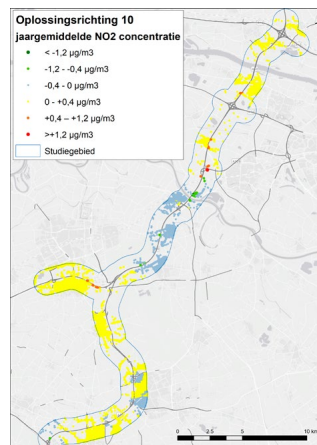 Oplossingsrichting 10
jaargemiddelde NO2 concentratie
< -1,2 µg/m3
-1,2 - -0,4 µg/m3
-0,4 - 0 µg/m3
0 - +0,4 µg/m3
+0,4 – +1,2 µg/m3
>+1,2 µg/m3
Studiegebied
0 2,5 5 10 km